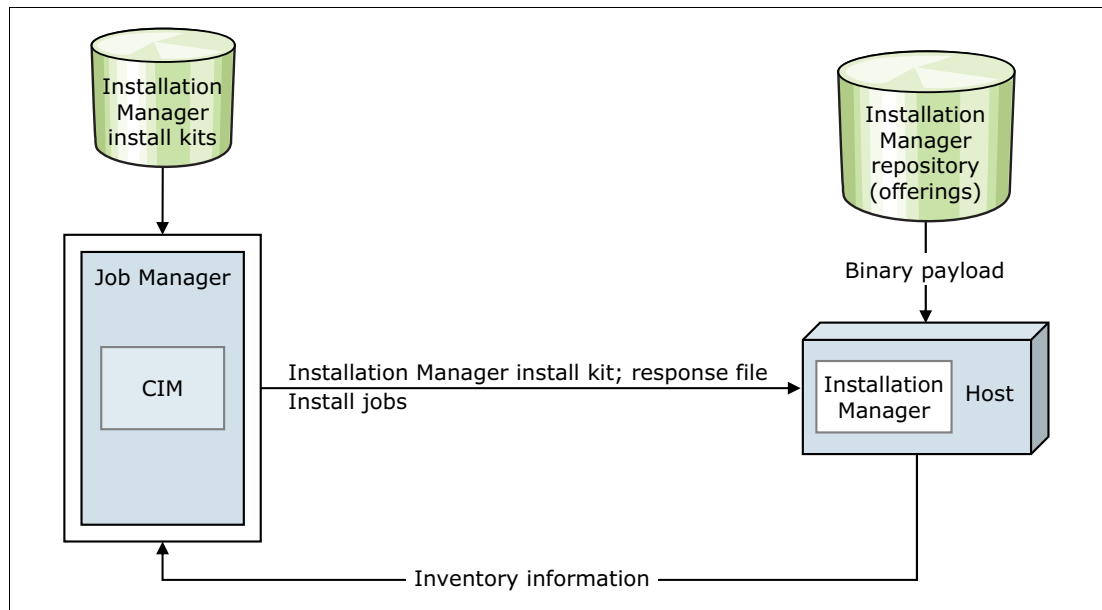 Installation
Manager
install kits
Installation
Manager
repository
(offerings)
Binary payload
Job Manager
CIM
Installation Manager install kit; response file
Install jobs
Installation
Manager
Host
Inventory information